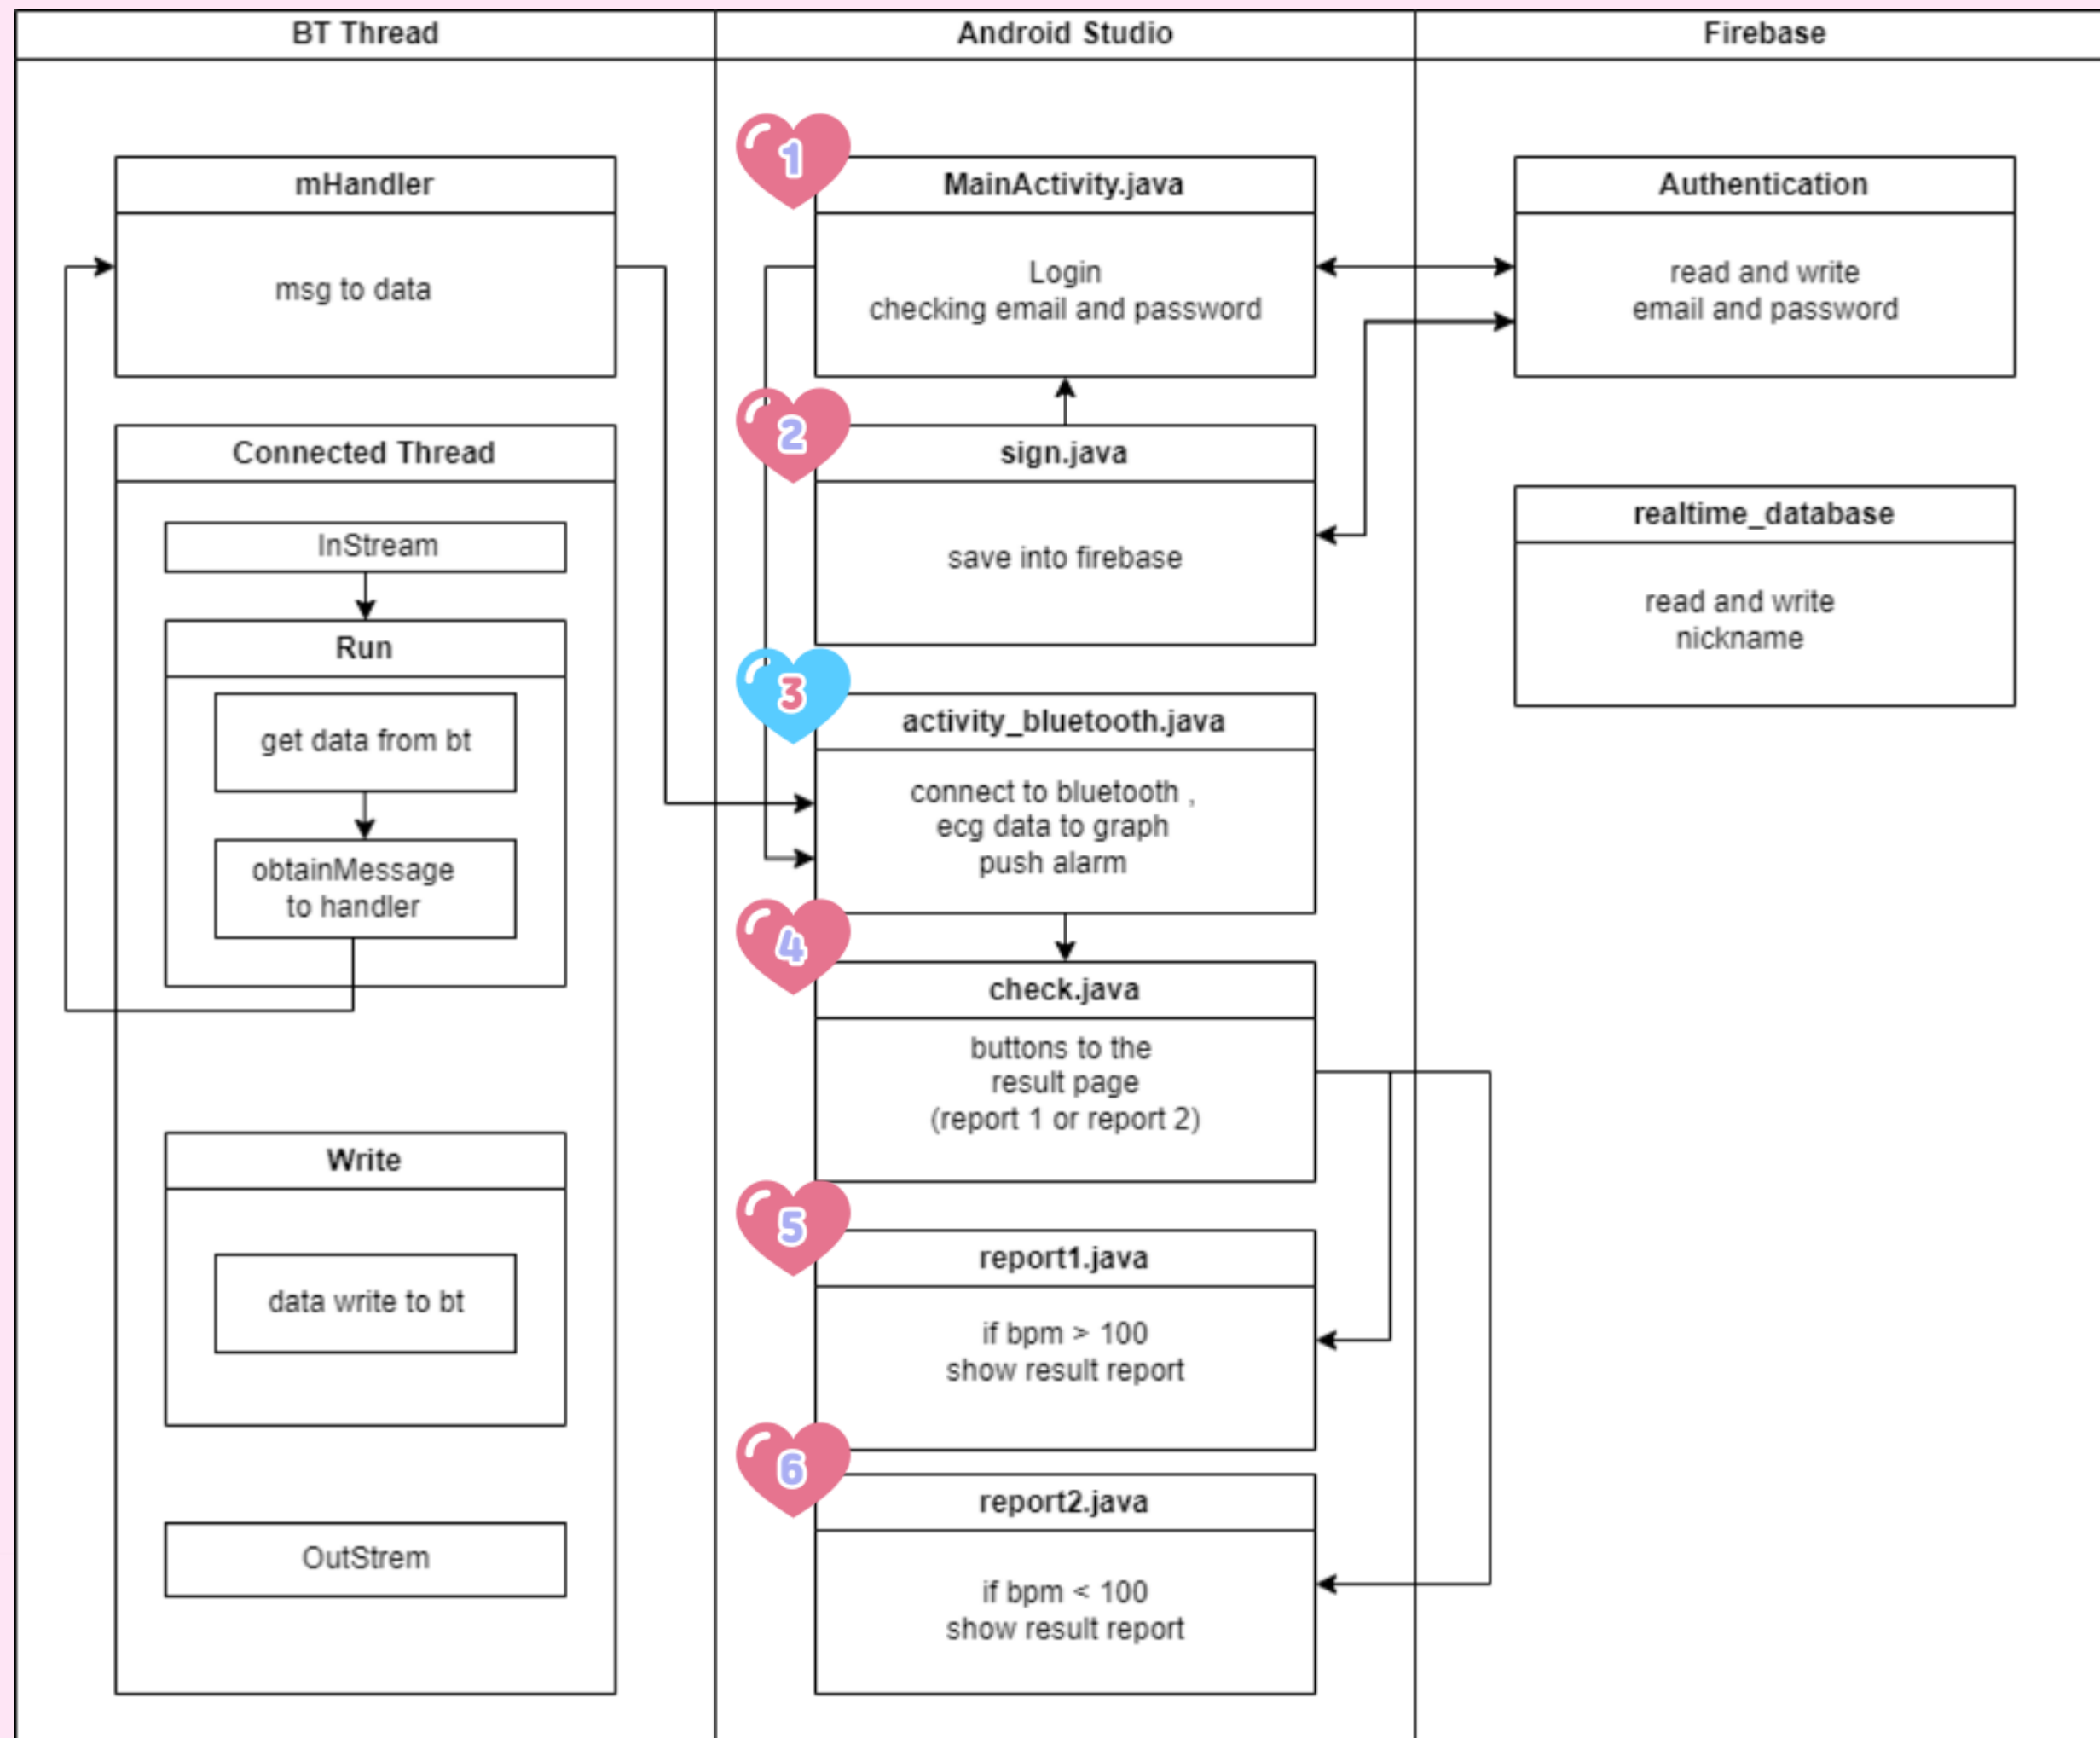 BT Thread
Android Studio
Firebase
mHandler
msg to data
Connected Thread
InStream
Run
get data from bt
obtainMessage
to handler
Write
data write to bt
OutStrem
1
MainActivity.java
Login
checking email and password
2
sign.java
save into firebase
3
activity_bluetooth.java
connect to bluetooth ,
ecg data to graph
push alarm
4
check.java
buttons to the
result page
(report 1 or report 2)
5
report1.java
if bpm > 100
show result report
6
report2.java
if bpm < 100
show result report
Authentication
read and write
email and password
realtime_database
read and write
nickname